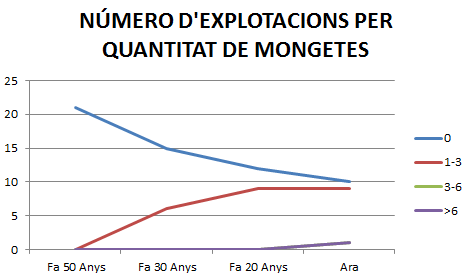 NÚMERO D'EXPLOTACIONS PER
QUANTITAT DE MONGETES
25
20
15
10
5
0
Fa 50 Anys
Fa 30 Anys
Fa 20 Anys
Ara
0
1-3
3-6
>6